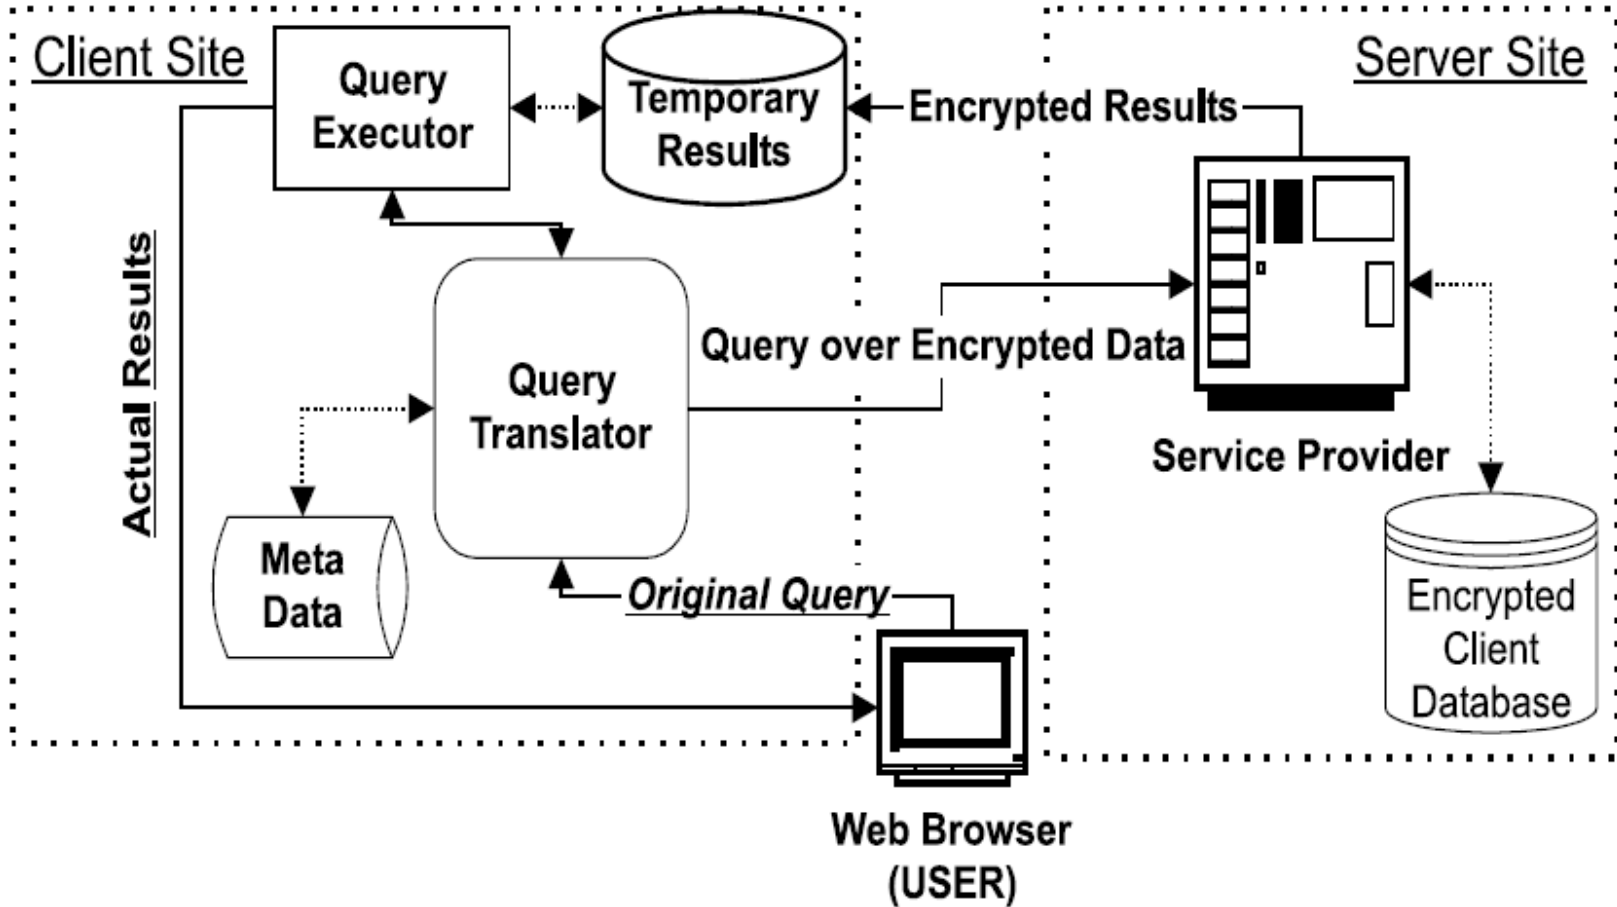 Client Site
Query
Executor
Temporary
Results
Encrypted Results
Server Site
Actual Results
Query over Encrypted Data
Query
Translator
Service Provider
Meta
Data
Original Query
Encrypted
Client
Database
Web Browser
(USER)